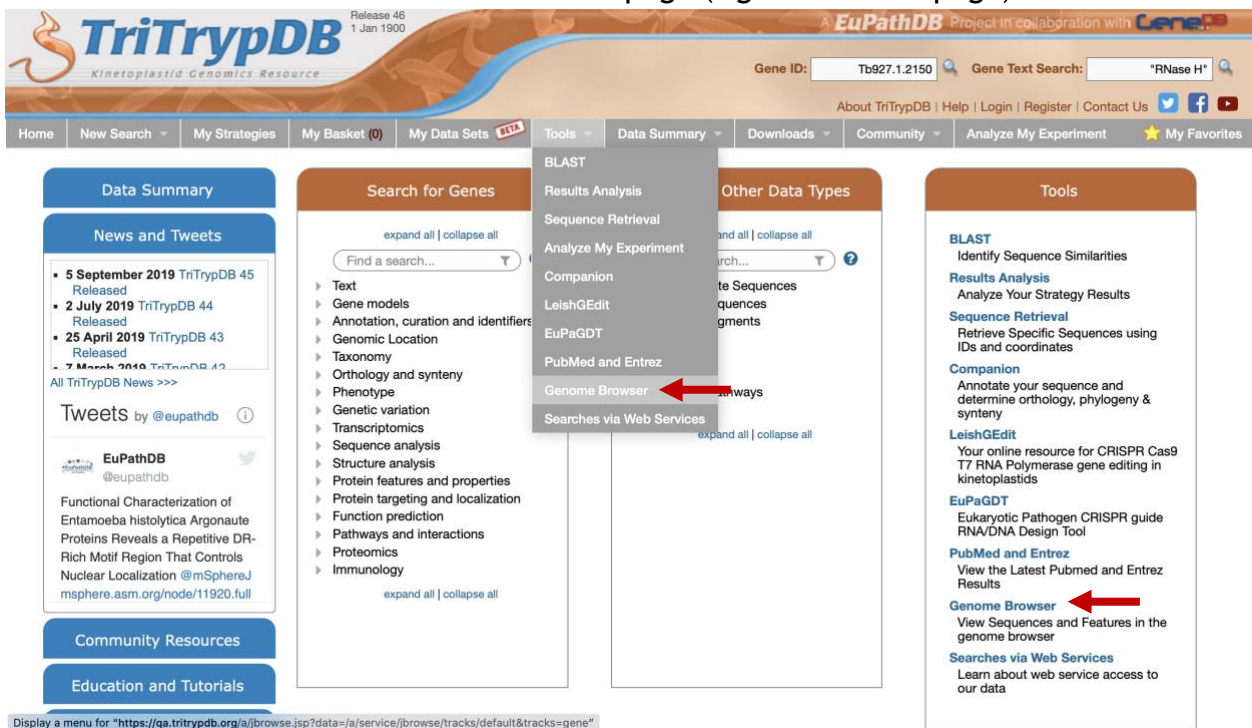 TriTrypDB
Kinetoplastid Genomics Resource
Release 46
1 Jan 1900
A EuPathDB Project in collaboration with GeneDB
Gene ID: Tb927.1.2150 Gene Text Search: "RNase H"
About TriTrypDB | Help | Login | Register | Contact Us
Home New Search My Strategies My Basket (0) My Data Sets BETA Tools Data Summary Downloads Community Analyze My Experiment My Favorites
BLAST
Results Analysis
Sequence Retrieval
Analyze My Experiment
Companion
LeishGEdit
EuPaGDT
PubMed and Entrez
Genome Browser
Searches via Web Services
Data Summary
News and Tweets
5 September 2019 TriTrypDB 45
Released
2 July 2019 TriTrypDB 44
Released
25 April 2019 TriTrypDB 43
Released
7 March 2019 TriTrypDB 42
All TriTrypDB News >>>
Tweets by @eupathdb
EuPathDB
@eupathdb
Functional Characterization of
Entamoeba histolytica Argonaute
Proteins Reveals a Repetitive DR-
Rich Motif Region That Controls
Nuclear Localization @mSphereJ
msphere.asm.org/node/11920.full
Community Resources
Education and Tutorials
Search for Genes
expand all | collapse all
Find a search...
Text
Gene models
Annotation, curation and identifiers
Genomic Location
Taxonomy
Orthology and synteny
Phenotype
Genetic variation
Transcriptomics
Sequence analysis
Structure analysis
Protein features and properties
Protein targeting and localization
Function prediction
Pathways and interactions
Proteomics
Immunology
expand all | collapse all
Other Data Types
and all | collapse all
Sequences
expand all | collapse all
Tools
BLAST
Identify Sequence Similarities
Results Analysis
Analyze Your Strategy Results
Sequence Retrieval
Retrieve Specific Sequences using
IDs and coordinates
Companion
Annotate your sequence and
determine orthology, phylogeny &
synteny
LeishGEdit
Your online resource for CRISPR Cas9
T7 RNA Polymerase gene editing in
kinetoplastids
EuPaGDT
Eukaryotic Pathogen CRISPR guide
RNA/DNA Design Tool
PubMed and Entrez
View the Latest Pubmed and Entrez
Results
Genome Browser
View Sequences and Features in the
genome browser
Searches via Web Services
Learn about web service access to
our data
Display a menu for "https://qa.tritrypdb.org/a/jbrowse.jsp?data=/a/service/jbrowse/tracks/default&tracks=gene"